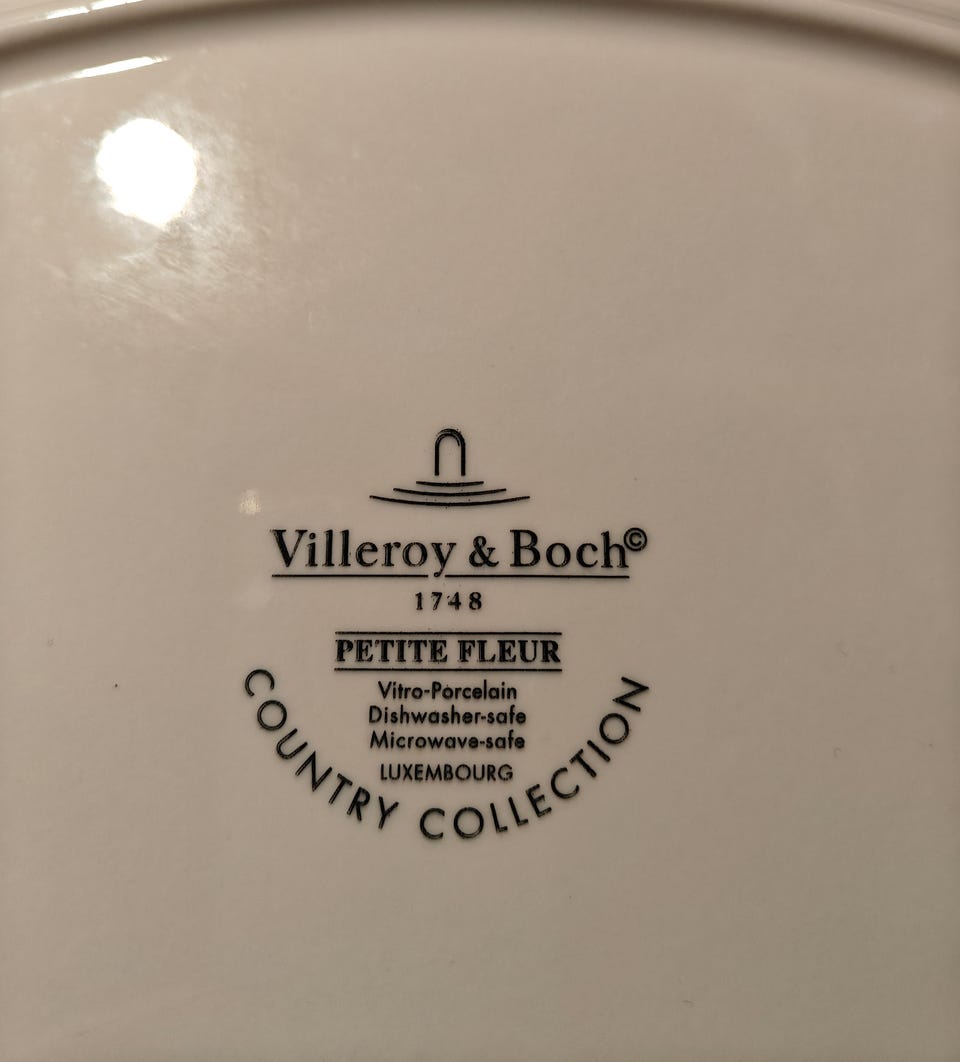 Villeroy & Boch©
1748
PETITE FLEUR
Vitro-Porcelain
Dishwasher-safe
Microwave-safe
LUXEMBOURG
COUNTRY COLLECTION